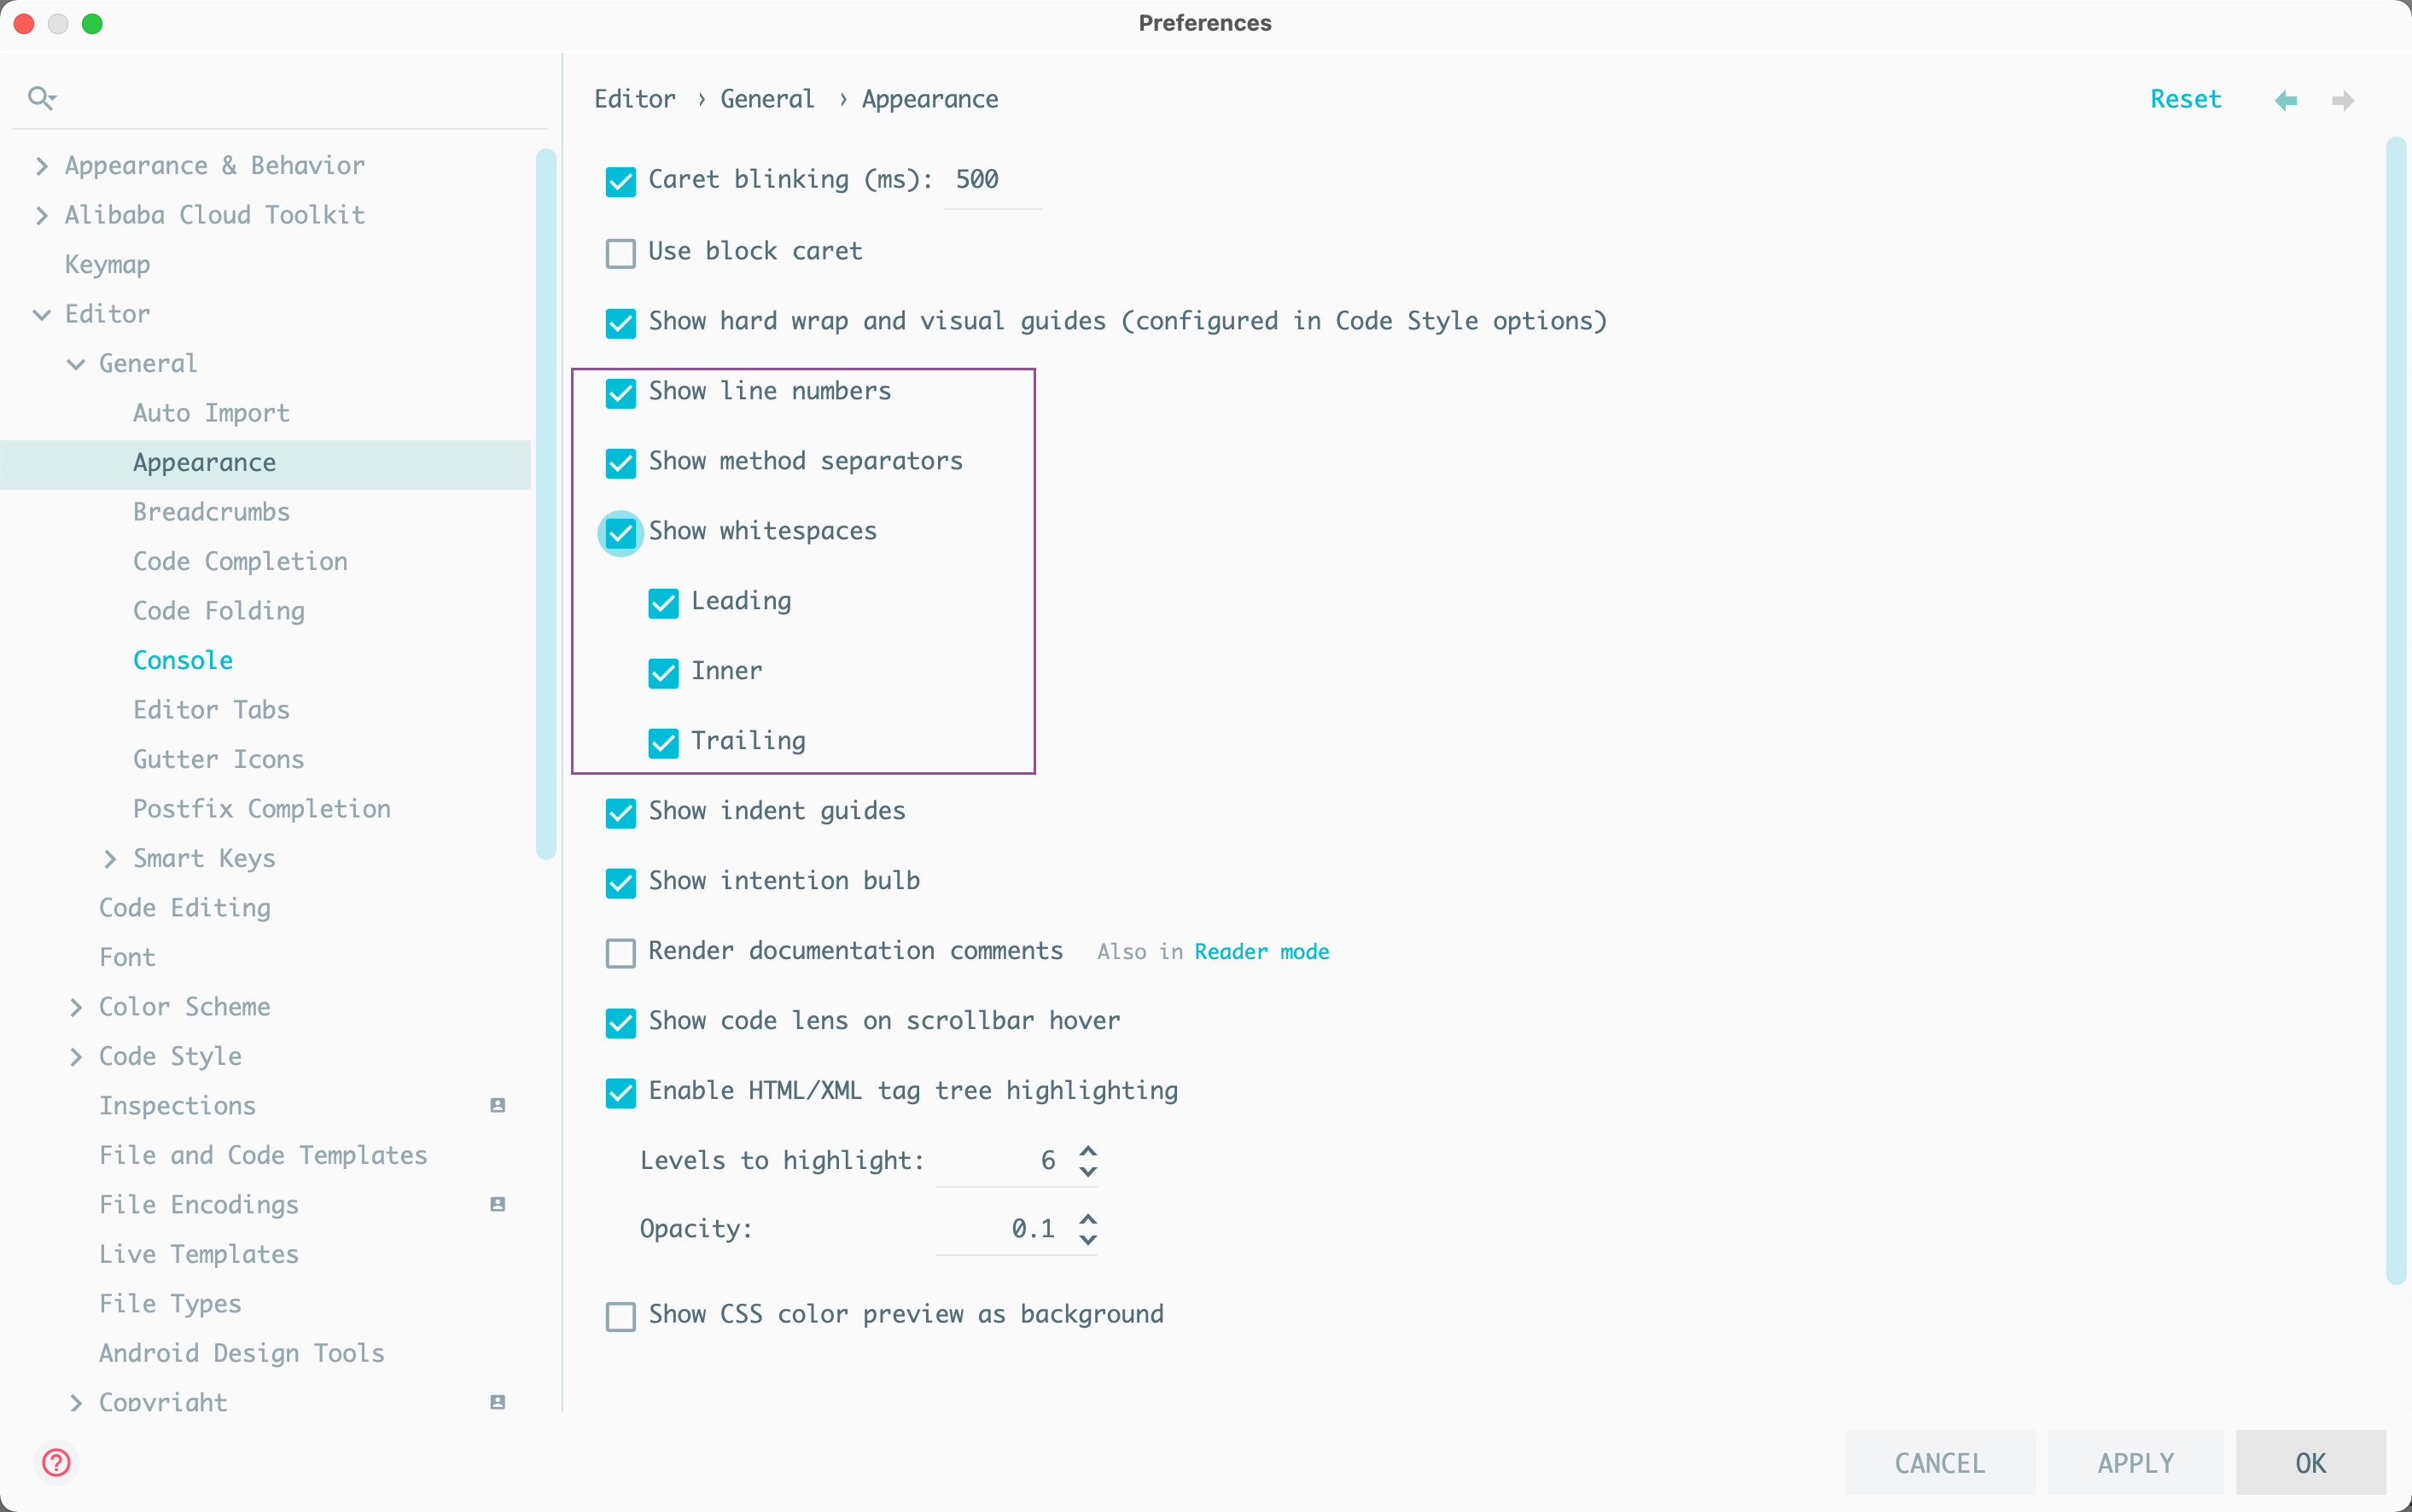 Preferences
Editor › General › Appearance
Reset
Appearance & Behavior
Alibaba Cloud Toolkit
Keymap
Editor
General
Auto Import
Appearance
Breadcrumbs
Code Completion
Code Folding
Console
Editor Tabs
Gutter Icons
Postfix Completion
Smart Keys
Code Editing
Font
Color Scheme
Code Style
Inspections
File and Code Templates
File Encodings
Live Templates
File Types
Android Design Tools
Copyright
Caret blinking (ms): 500
Use block caret
Show hard wrap and visual guides (configured in Code Style options)
Show line numbers
Show method separators
Show whitespaces
Leading
Inner
Trailing
Show indent guides
Show intention bulb
Render documentation comments Also in Reader mode
Show code lens on scrollbar hover
Enable HTML/XML tag tree highlighting
Levels to highlight: 6
Opacity: 0.1
Show CSS color preview as background
?
CANCEL
APPLY
OK